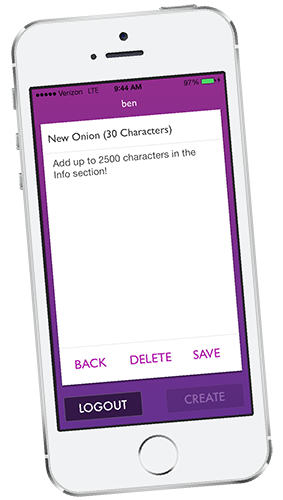 Verizon LTE 9:44 AM 97%
ben
New Onion (30 Characters)
Add up to 2500 characters in the
Info section!
BACK DELETE SAVE
LOGOUT CREATE